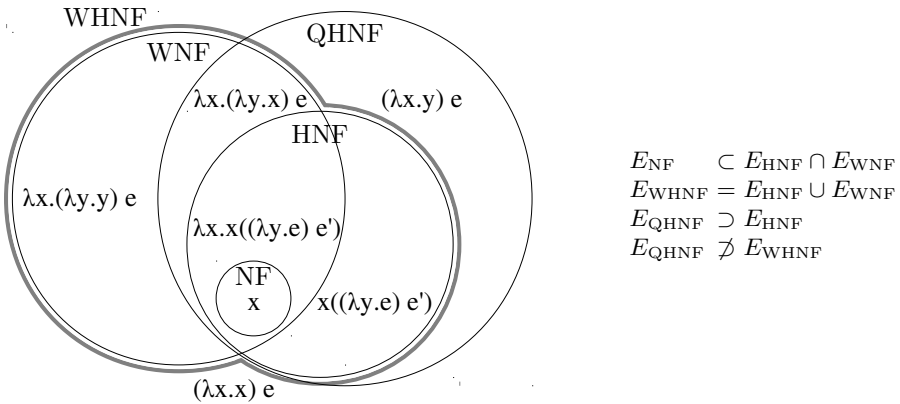 WHNF
QHNF
WNF
λx.(λy.x) e
(λx.y) e
HNF
λx.(λy.y) e
λx.x((λy.e) e')
NF
x
x((λy.e) e')
(λx.x) e
E_NF ⊂ E_HNF ∩ E_WNF
E_WHNF = E_HNF ∪ E_WNF
E_QHNF ⊃ E_HNF
E_QHNF ⊅ E_WHNF